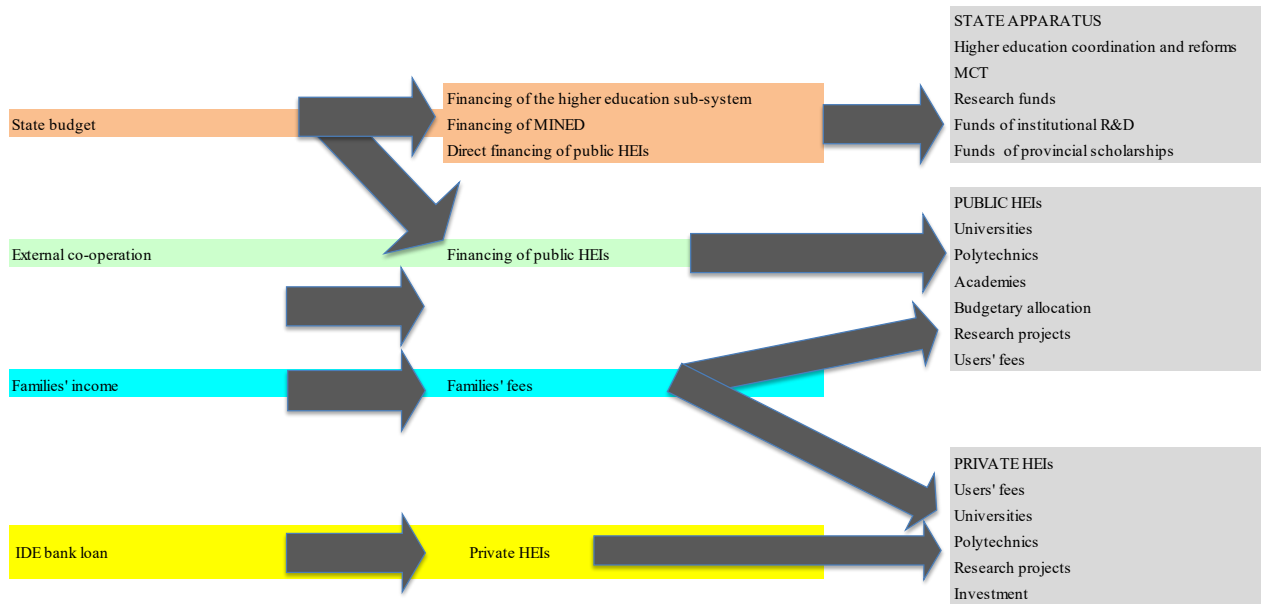 State budget
Financing of the higher education sub-system
Financing of MINED
Direct financing of public HEIs
STATE APPARATUS
Higher education coordination and reforms
MCT
Research funds
Funds of institutional R&D
Funds of provincial scholarships
External co-operation
Financing of public HEIs
PUBLIC HEIs
Universities
Polytechnics
Academies
Budgetary allocation
Research projects
Users' fees
Families' income
Families' fees
PRIVATE HEIs
Users' fees
Universities
Polytechnics
Research projects
Investment
IDE bank loan
Private HEIs